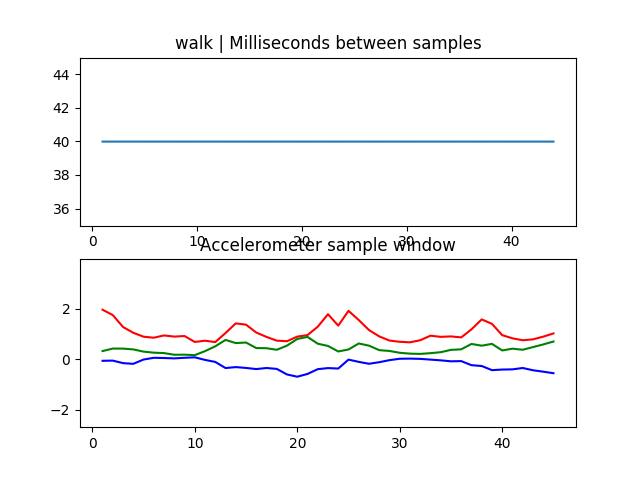 walk | Milliseconds between samples
44
42
40
38
36
0 10 20 30 40
Accelerometer sample window
2
0
−2
0 10 20 30 40